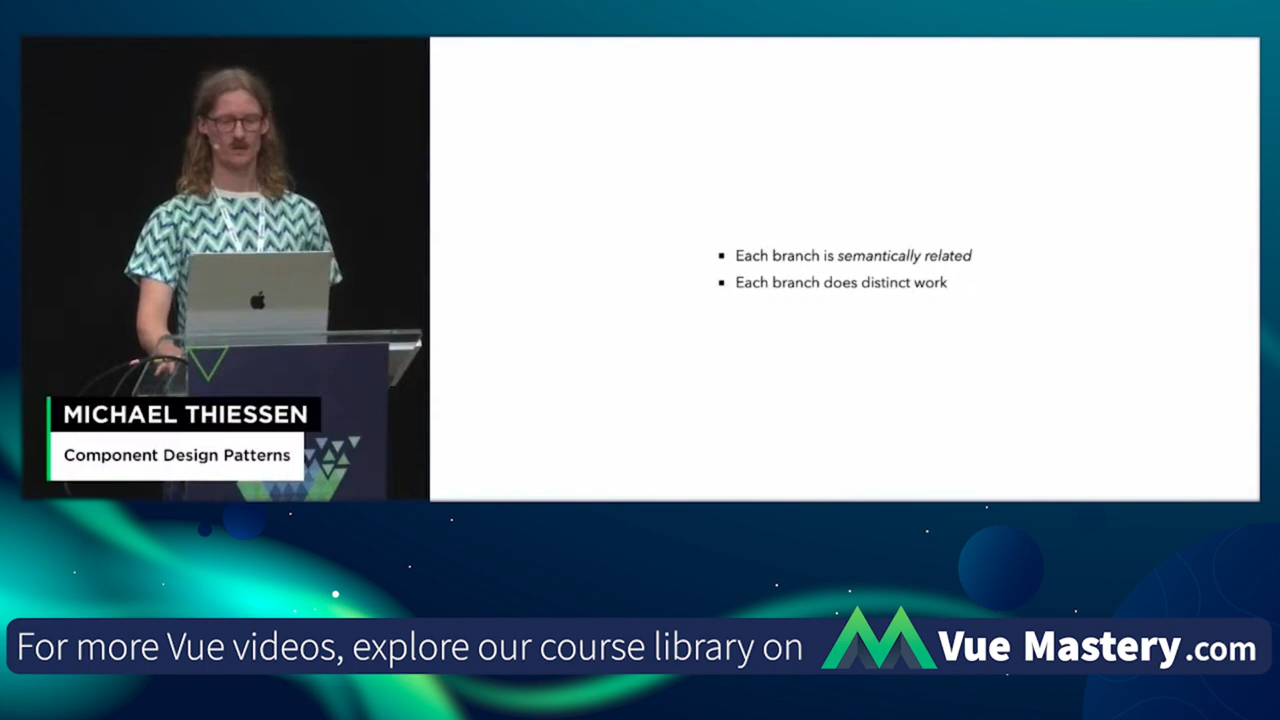 Each branch is semantically related
Each branch does distinct work
MICHAEL THIESSEN
Component Design Patterns
For more Vue videos, explore our course library on Vue Mastery.com